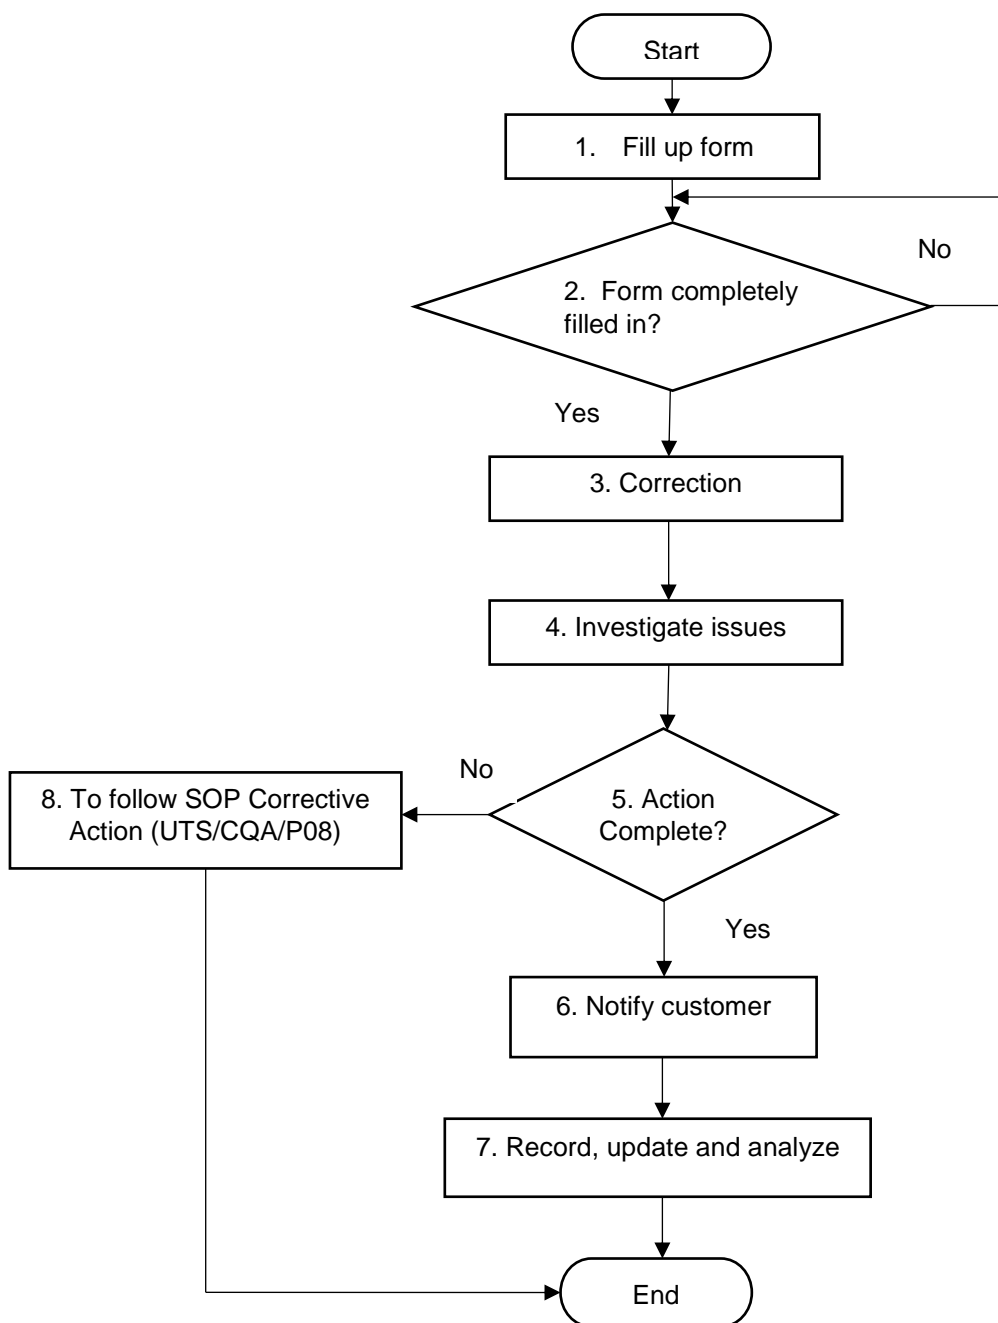 Start
1. Fill up form
No
2. Form completely
filled in?
Yes
3. Correction
4. Investigate issues
No
8. To follow SOP Corrective
Action (UTS/CQA/P08)
5. Action
Complete?
Yes
6. Notify customer
7. Record, update and analyze
End